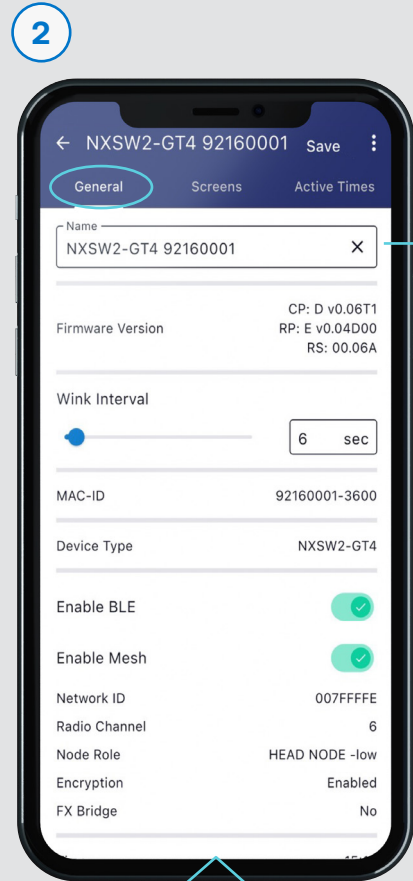 2
← NXSW2-GT4 92160001 Save
General Screens Active Times
Name
NXSW2-GT4 92160001
Firmware Version
CP: D v0.06T1
RP: E v0.04D00
RS: 00.06A
Wink Interval
6 sec
MAC-ID 92160001-3600
Device Type NXSW2-GT4
Enable BLE
Enable Mesh
Network ID 007FFFFE
Radio Channel 6
Node Role HEAD NODE -low
Encryption Enabled
FX Bridge No